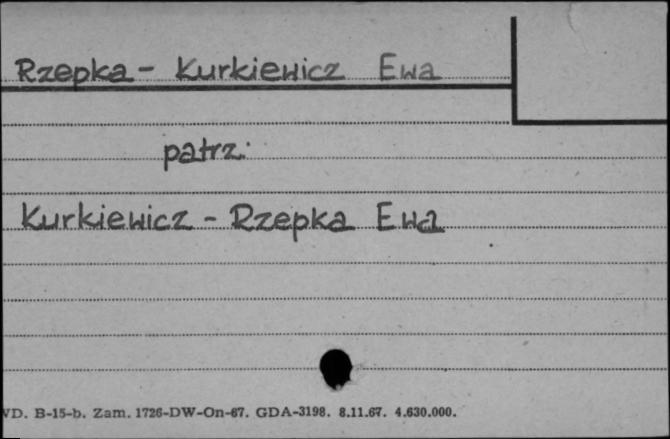 Rzepka - Kurkiewicz Ewa
patrz:
Kurkiewicz - Rzepka Ewa
VD. B-15-b. Zam. 1726-DW-On-67. GDA-3198. 8.11.67. 4.630.000.